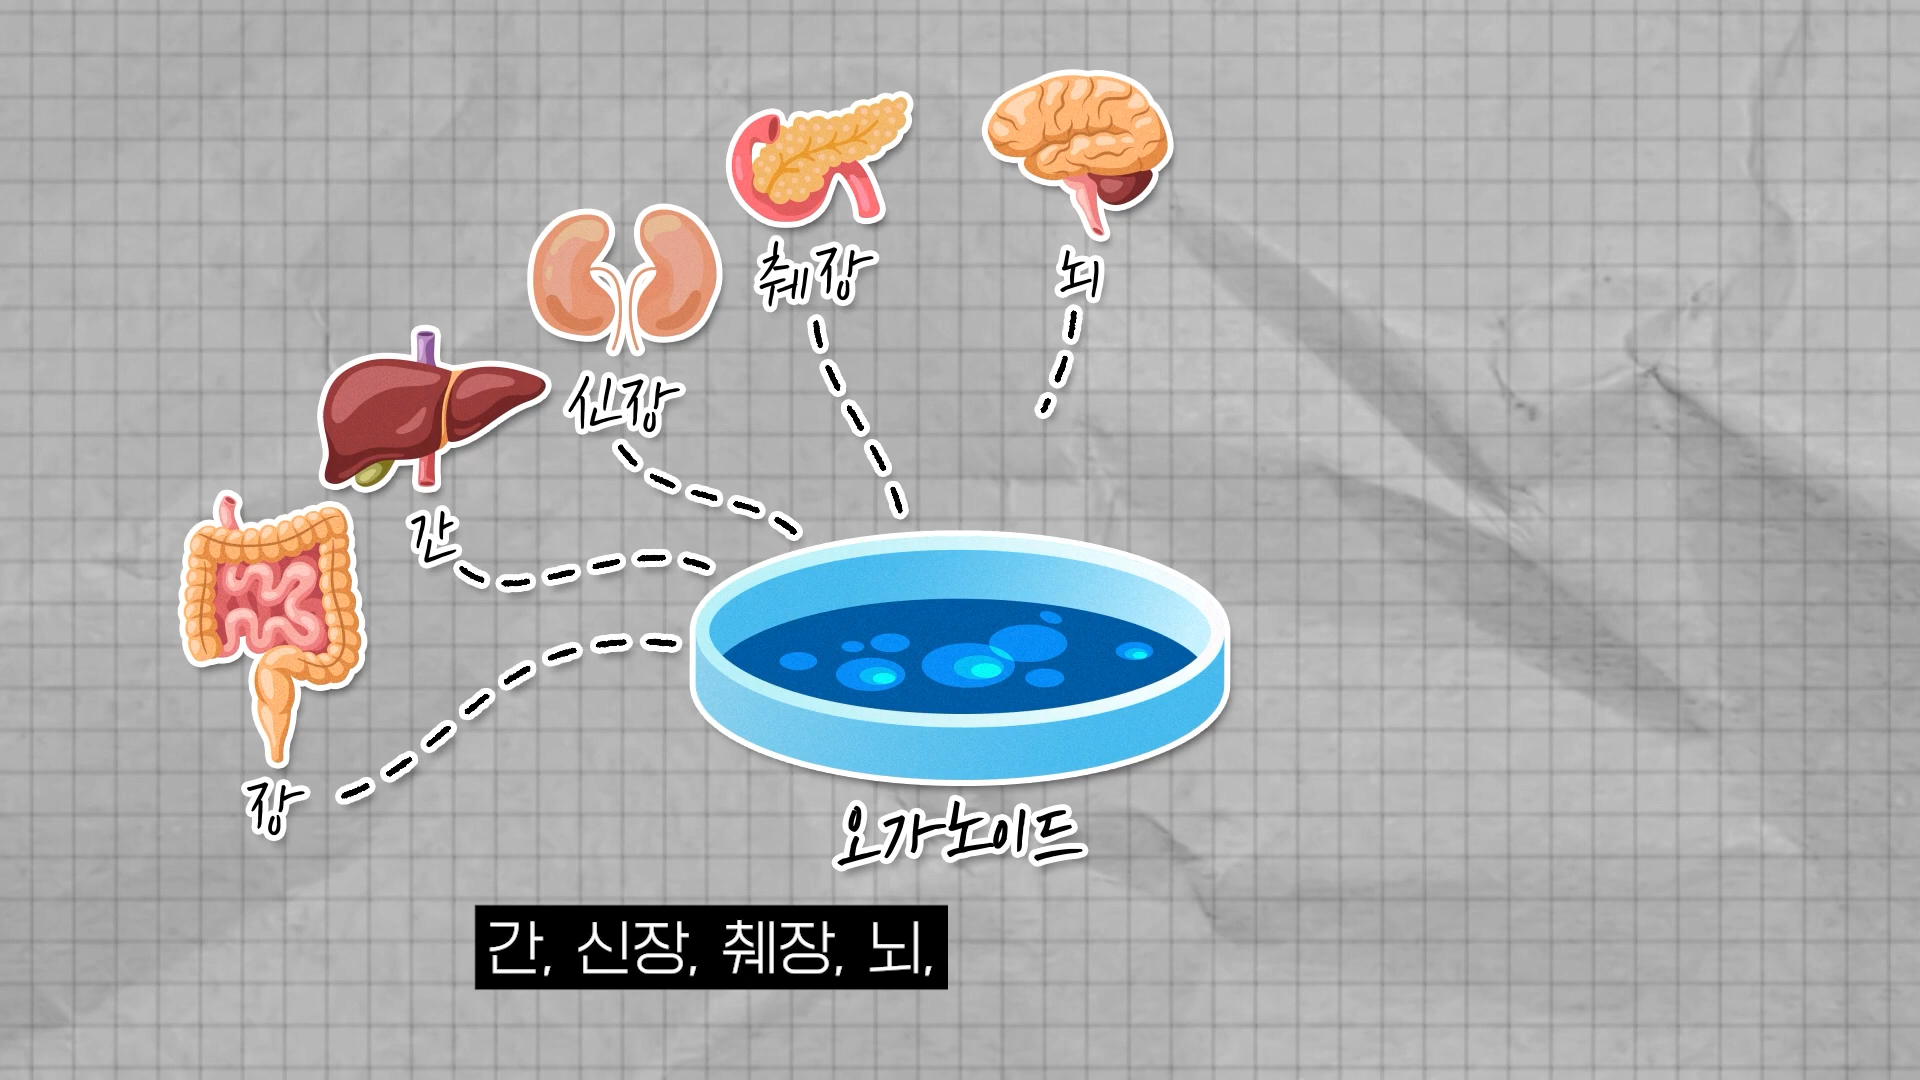 췌장
뇌
신장
간
장
오가노이드
간, 신장, 췌장, 뇌,